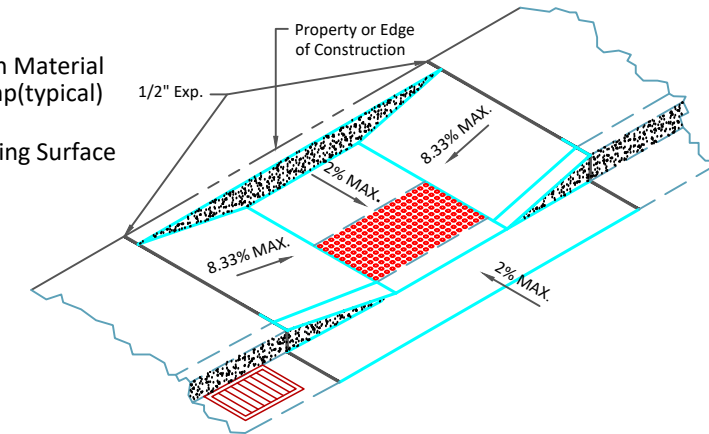 Property or Edge
of Construction
n Material
np(typical)
1/2" Exp.
ing Surface
8.33% MAX.
2% MAX.
8.33% MAX.
2% MAX.